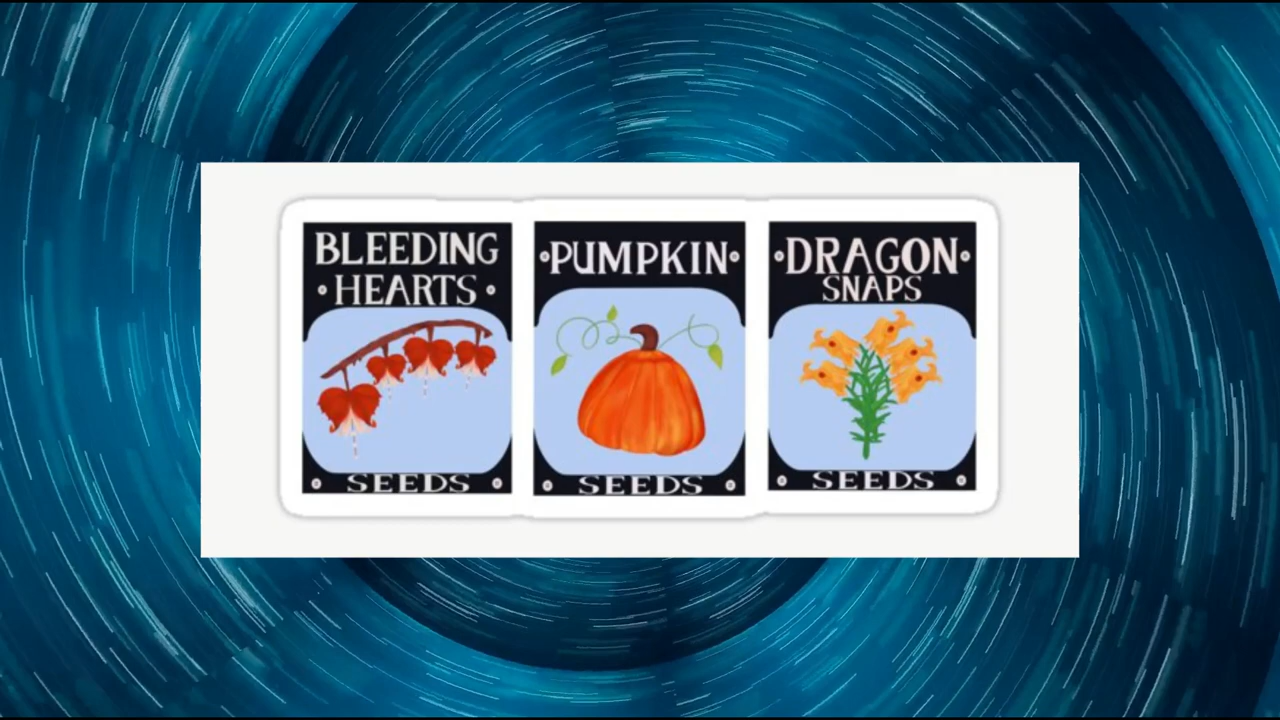 BLEEDING
HEARTS
SEEDS
PUMPKIN
SEEDS
DRAGON
SNAPS
SEEDS